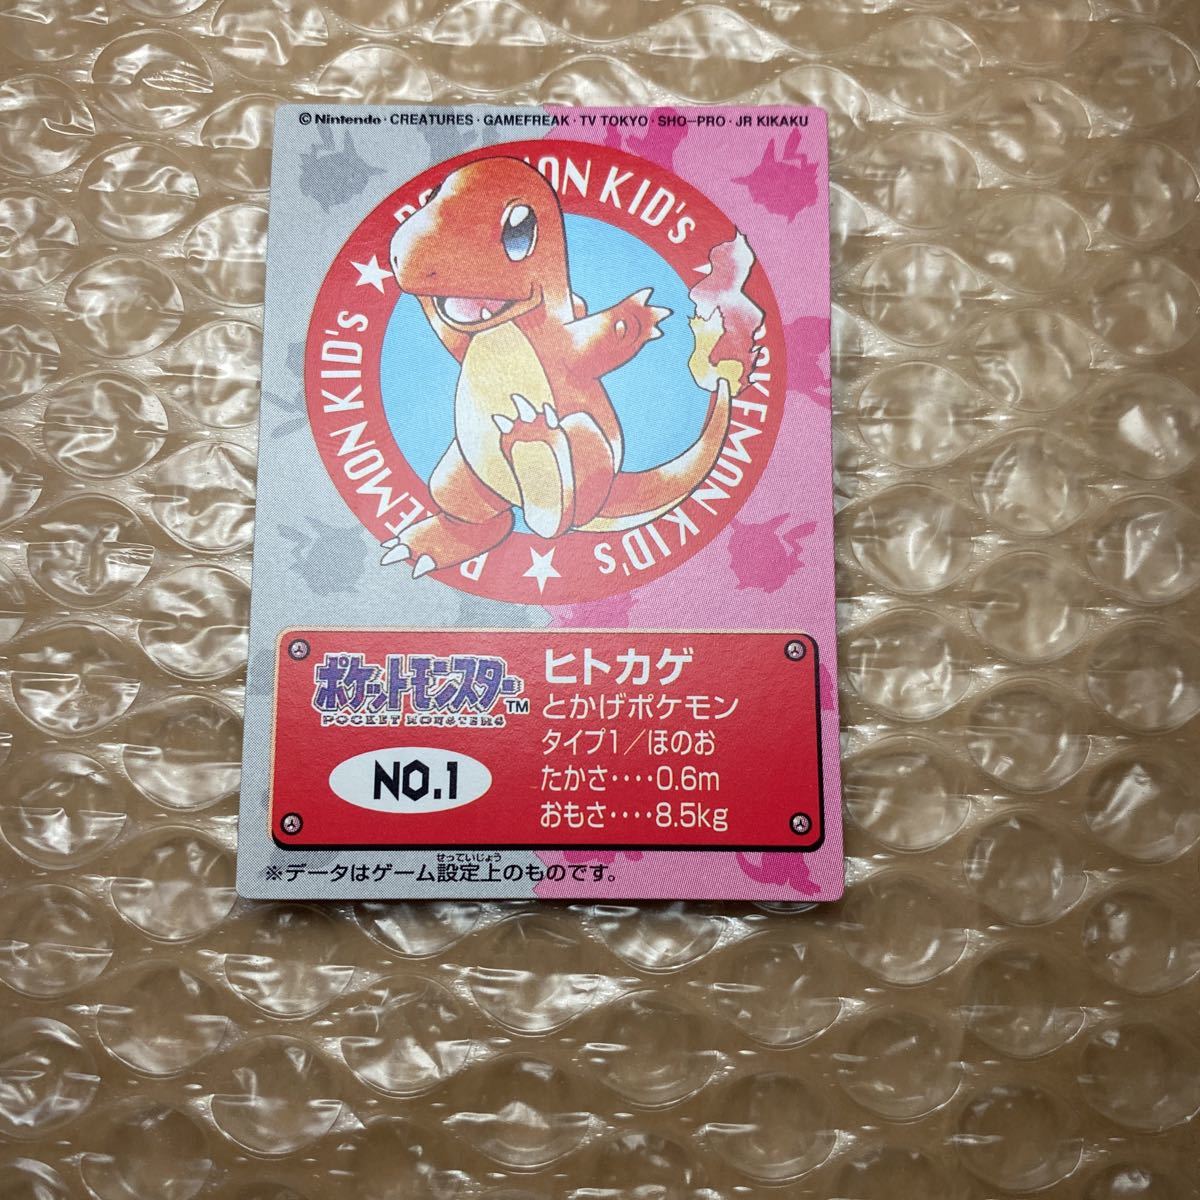 © Nintendo・CREATURES・GAMEFREAK・TV TOKYO・SHO-PRO・JR KIKAKU
POKEMON KID's
POKEMON KID's
POKEMON KID's
ポケットモンスター TM
POCKET MONSTERS
NO.1
ヒトカゲ
とかげポケモン
タイプ1/ほのお
たかさ‥‥0.6m
おもさ‥‥8.5kg
せっていじょう
※データはゲーム設定上のものです。